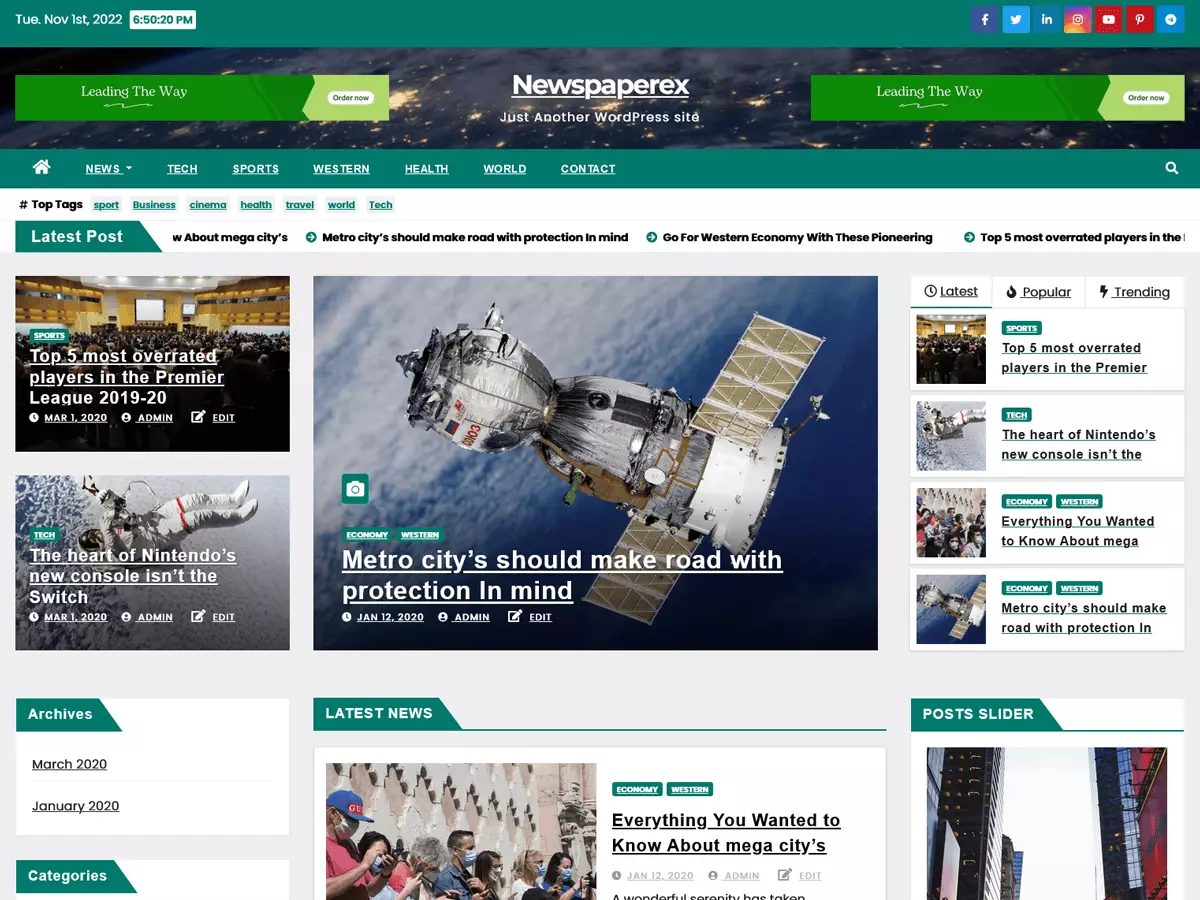 Tue. Nov 1st, 2022 6:50:20 PM
Leading The Way
Order now
Newspaperex
Just Another WordPress site
Leading The Way
Order now
NEWS TECH SPORTS WESTERN HEALTH WORLD CONTACT
# Top Tags sport Business cinema health travel world Tech
Latest Post
w About mega city’s Metro city’s should make road with protection In mind Go For Western Economy With These Pioneering Top 5 most overrated players in the
SPORTS
Top 5 most overrated
players in the Premier
League 2019-20
MAR 1, 2020 ADMIN EDIT
TECH
The heart of Nintendo’s
new console isn’t the
Switch
MAR 1, 2020 ADMIN EDIT
СОЮЗ
ECONOMY WESTERN
Metro city’s should make road with
protection In mind
JAN 12, 2020 ADMIN EDIT
Latest Popular Trending
SPORTS
Top 5 most overrated
players in the Premier
TECH
The heart of Nintendo’s
new console isn’t the
ECONOMY WESTERN
Everything You Wanted
to Know About mega
ECONOMY WESTERN
Metro city’s should make
road with protection In
Archives
March 2020
January 2020
Categories
LATEST NEWS
ECONOMY WESTERN
Everything You Wanted to
Know About mega city’s
JAN 12, 2020 ADMIN EDIT
A wonderful serenity has taken
POSTS SLIDER